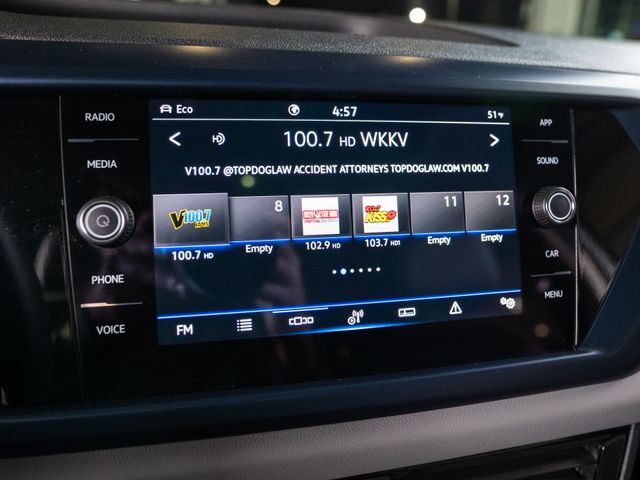 RADIO
MEDIA
PHONE
VOICE
Eco
4:57
51°F
100.7 HD WKKV
V100.7 @TOPDOGLAW ACCIDENT ATTORNEYS TOPDOGLAW.COM V100.7
V100.7
8
11
12
100.7 HD
Empty
102.9 HD
103.7 HD1
Empty
Empty
FM
APP
SOUND
CAR
MENU